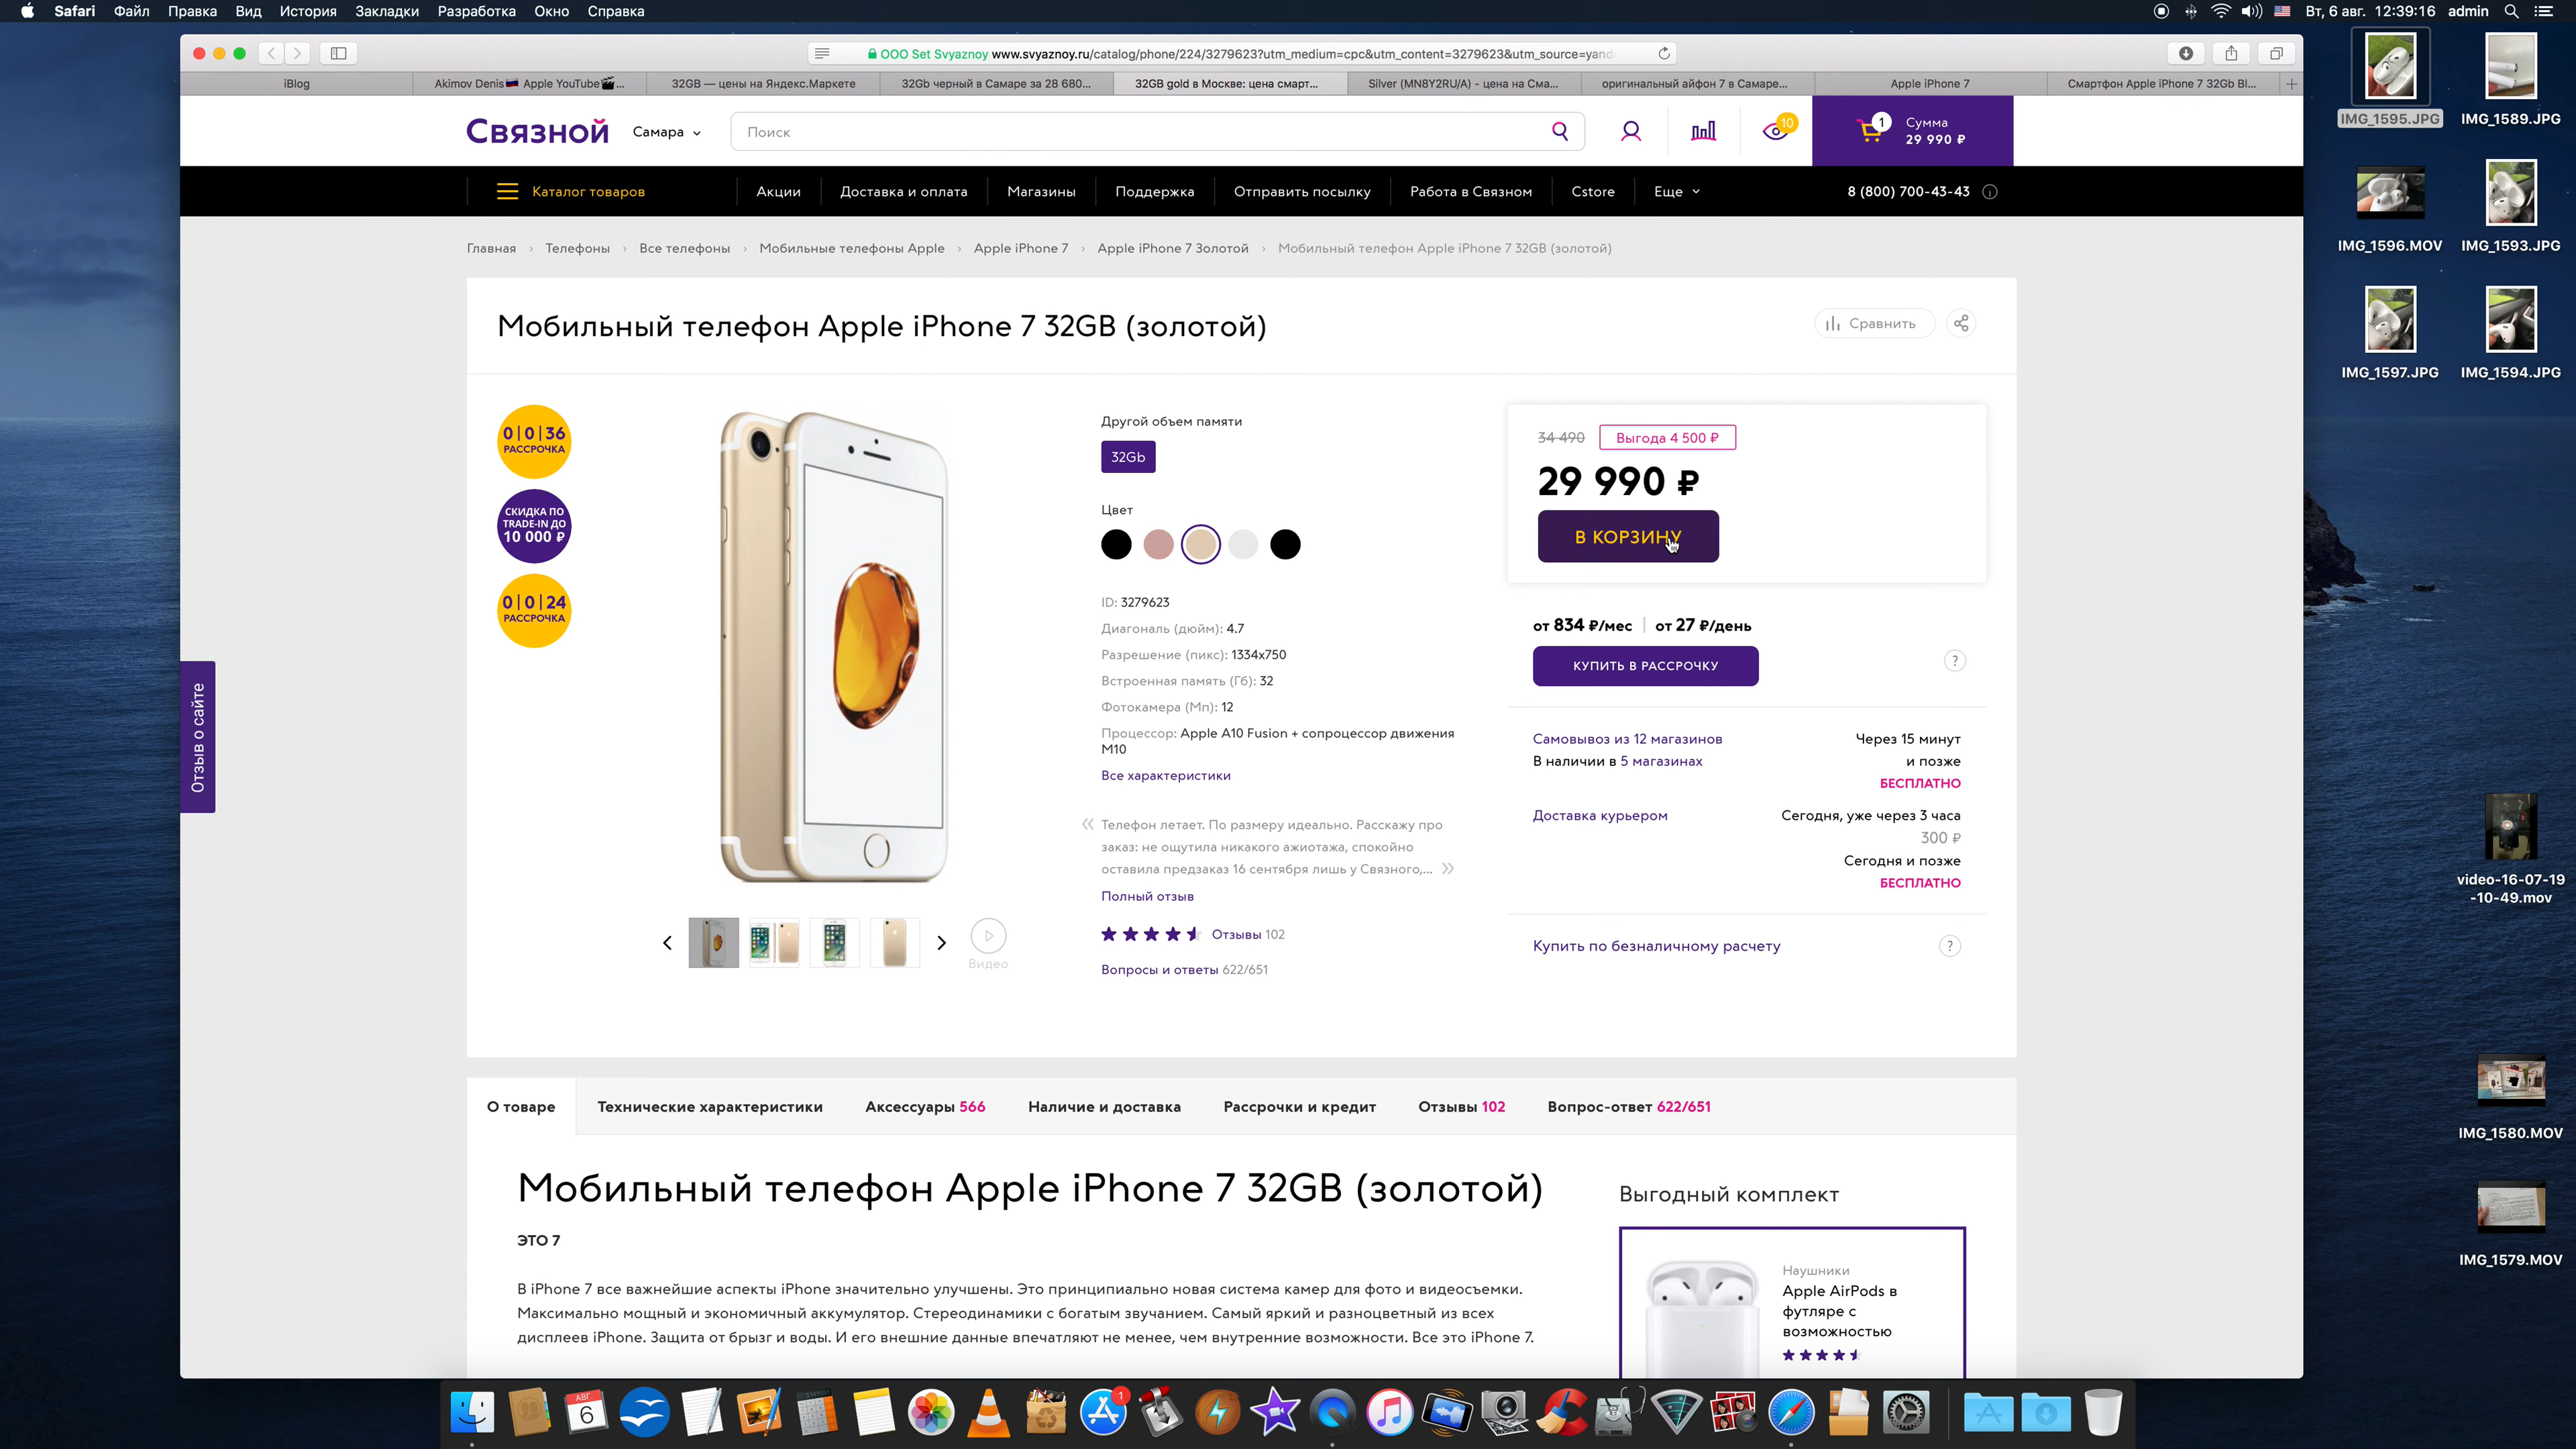 Safari Файл Правка Вид История Закладки Разработка Окно Справка
Вт, 6 авг. 12:39:16 admin
OOO Set Svyaznoy www.svyaznoy.ru/catalog/phone/224/3279623?utm_medium=cpc&utm_content=3279623&utm_source=yand
iBlog
Akimov Denis Apple YouTube ...
32GB — цены на Яндекс.Маркете
32Gb черный в Самаре за 28 680...
32GB gold в Москве: цена смарт...
Silver (MN8Y2RU/A) - цена на Сма...
оригинальный айфон 7 в Самаре...
Apple iPhone 7
Смартфон Apple iPhone 7 32Gb Bl...
Связной
Самара
Поиск
10
1
Сумма
29 990 ₽
Каталог товаров
Акции
Доставка и оплата
Магазины
Поддержка
Отправить посылку
Работа в Связном
Cstore
Еще
8 (800) 700-43-43
Главная › Телефоны › Все телефоны › Мобильные телефоны Apple › Apple iPhone 7 › Apple iPhone 7 Золотой › Мобильный телефон Apple iPhone 7 32GB (золотой)
Мобильный телефон Apple iPhone 7 32GB (золотой)
Сравнить
0|0|36
РАССРОЧКА
СКИДКА ПО
TRADE-IN ДО
10 000 ₽
0|0|24
РАССРОЧКА
Видео
Другой объем памяти
32Gb
Цвет
ID: 3279623
Диагональ (дюйм): 4.7
Разрешение (пикс): 1334x750
Встроенная память (Гб): 32
Фотокамера (Мп): 12
Процессор: Apple A10 Fusion + сопроцессор движения
M10
Все характеристики
« Телефон летает. По размеру идеально. Расскажу про
заказ: не ощутила никакого ажиотажа, спокойно
оставила предзаказ 16 сентября лишь у Связного,... »
Полный отзыв
Отзывы 102
Вопросы и ответы 622/651
34 490
Выгода 4 500 ₽
29 990 ₽
В КОРЗИНУ
от 834 ₽/мес | от 27 ₽/день
КУПИТЬ В РАССРОЧКУ
?
Самовывоз из 12 магазинов
Через 15 минут
В наличии в 5 магазинах
и позже
БЕСПЛАТНО
Доставка курьером
Сегодня, уже через 3 часа
300 ₽
Сегодня и позже
БЕСПЛАТНО
Купить по безналичному расчету
?
Отзыв о сайте
О товаре
Технические характеристики
Аксессуары 566
Наличие и доставка
Рассрочки и кредит
Отзывы 102
Вопрос-ответ 622/651
Мобильный телефон Apple iPhone 7 32GB (золотой)
ЭТО 7
В iPhone 7 все важнейшие аспекты iPhone значительно улучшены. Это принципиально новая система камер для фото и видеосъемки.
Максимально мощный и экономичный аккумулятор. Стереодинамики с богатым звучанием. Самый яркий и разноцветный из всех
дисплеев iPhone. Защита от брызг и воды. И его внешние данные впечатляют не менее, чем внутренние возможности. Все это iPhone 7.
Выгодный комплект
Наушники
Apple AirPods в
футляре с
возможностью
IMG_1595.JPG
IMG_1589.JPG
IMG_1596.MOV
IMG_1593.JPG
IMG_1597.JPG
IMG_1594.JPG
video-16-07-19
-10-49.mov
IMG_1580.MOV
IMG_1579.MOV
АВГ.
6
1